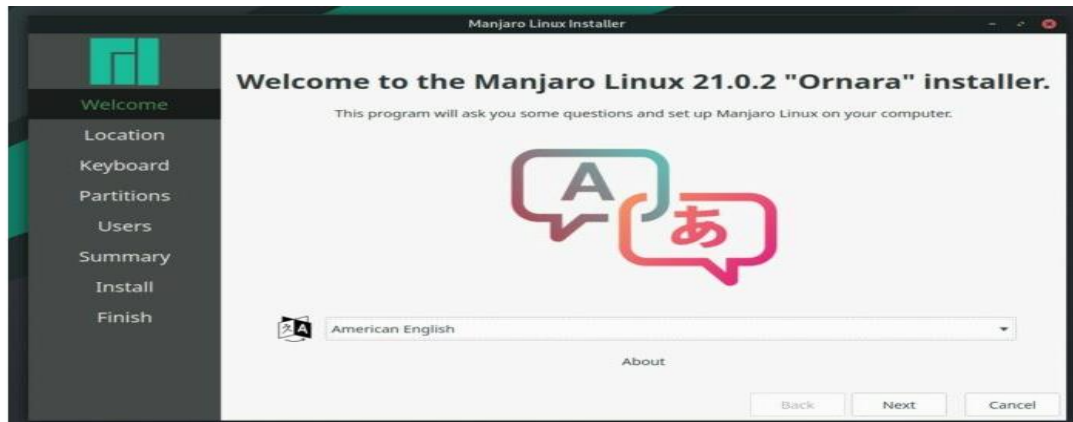 Manjaro Linux Installer
Welcome
Location
Keyboard
Partitions
Users
Summary
Install
Finish
Welcome to the Manjaro Linux 21.0.2 "Ornara" installer.
This program will ask you some questions and set up Manjaro Linux on your computer.
A
あ
文A
American English
About
Back
Next
Cancel